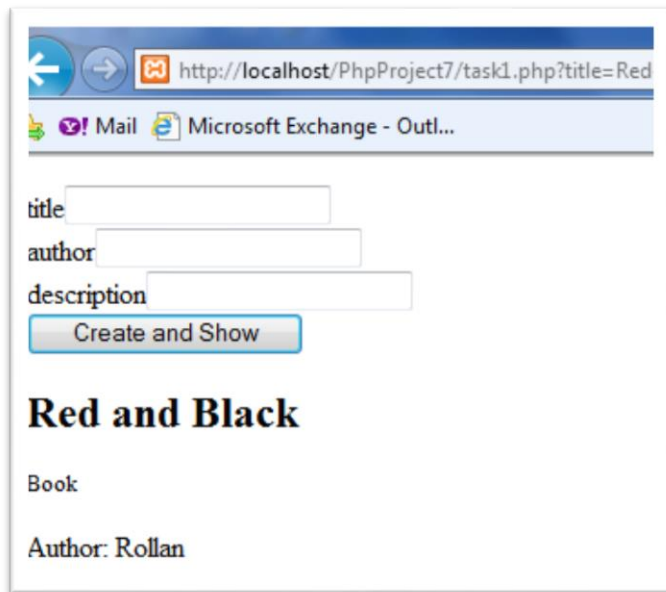 http://localhost/PhpProject7/task1.php?title=Red
Mail Microsoft Exchange - Outl...
title
author
description
Create and Show
Red and Black
Book
Author: Rollan